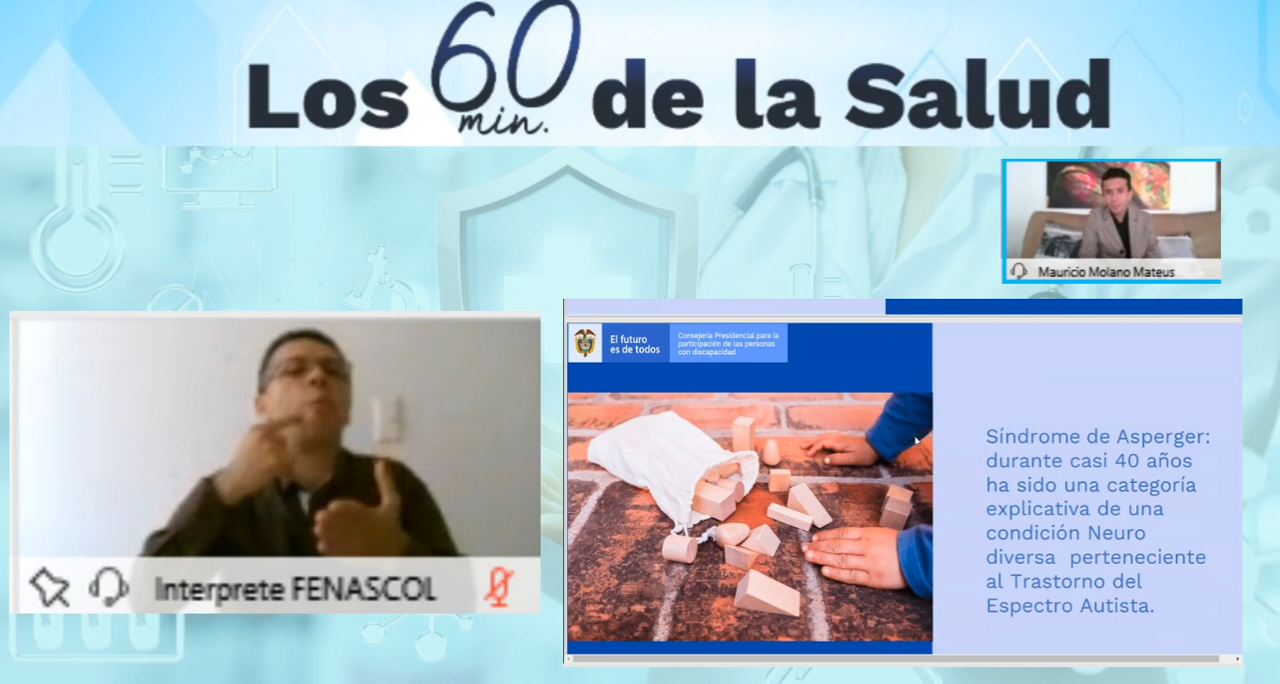 Los 60 min. de la Salud
Mauricio Molano Mateus
Interprete FENASCOL
El futuro
es de todos
Consejería Presidencial para la
participación de las personas
con discapacidad
Síndrome de Asperger:
durante casi 40 años
ha sido una categoría
explicativa de una
condición Neuro
diversa perteneciente
al Trastorno del
Espectro Autista.